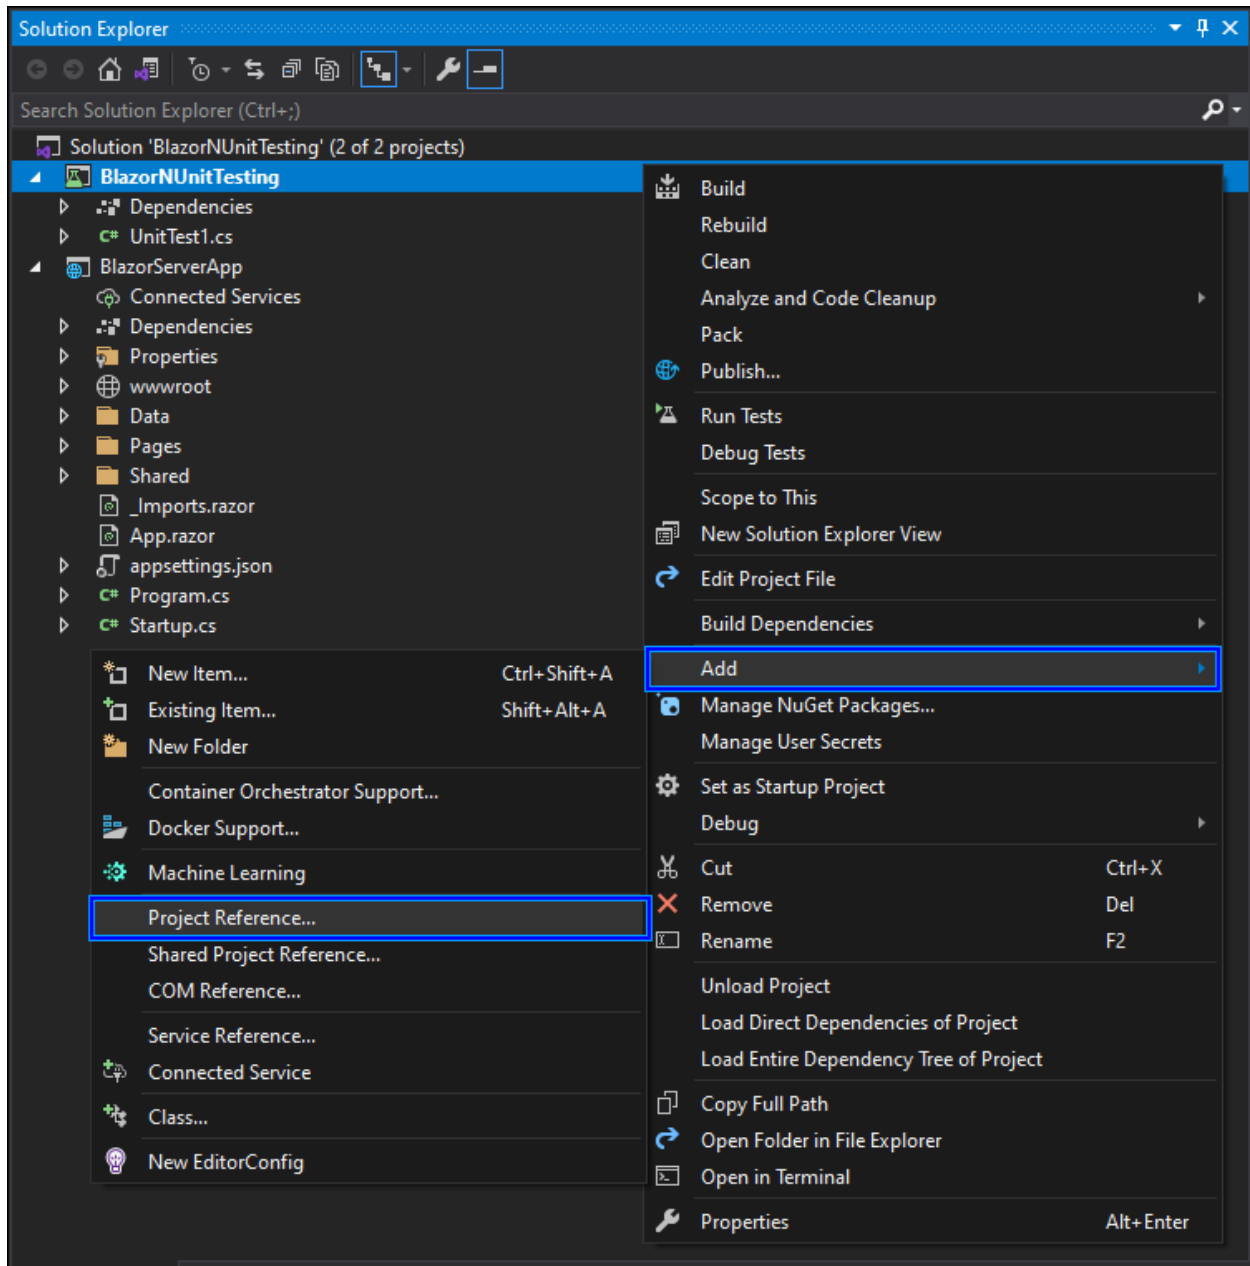 Solution Explorer
Search Solution Explorer (Ctrl+;)
Solution 'BlazorNUnitTesting' (2 of 2 projects)
BlazorNUnitTesting
Dependencies
C# UnitTest1.cs
BlazorServerApp
Connected Services
Dependencies
Properties
wwwroot
Data
Pages
Shared
_Imports.razor
App.razor
appsettings.json
C# Program.cs
C# Startup.cs
Build
Rebuild
Clean
Analyze and Code Cleanup
Pack
Publish...
Run Tests
Debug Tests
Scope to This
New Solution Explorer View
Edit Project File
Build Dependencies
Add
Manage NuGet Packages...
Manage User Secrets
Set as Startup Project
Debug
Cut Ctrl+X
Remove Del
Rename F2
Unload Project
Load Direct Dependencies of Project
Load Entire Dependency Tree of Project
Copy Full Path
Open Folder in File Explorer
Open in Terminal
Properties Alt+Enter
New Item... Ctrl+Shift+A
Existing Item... Shift+Alt+A
New Folder
Container Orchestrator Support...
Docker Support...
Machine Learning
Project Reference...
Shared Project Reference...
COM Reference...
Service Reference...
Connected Service
Class...
New EditorConfig